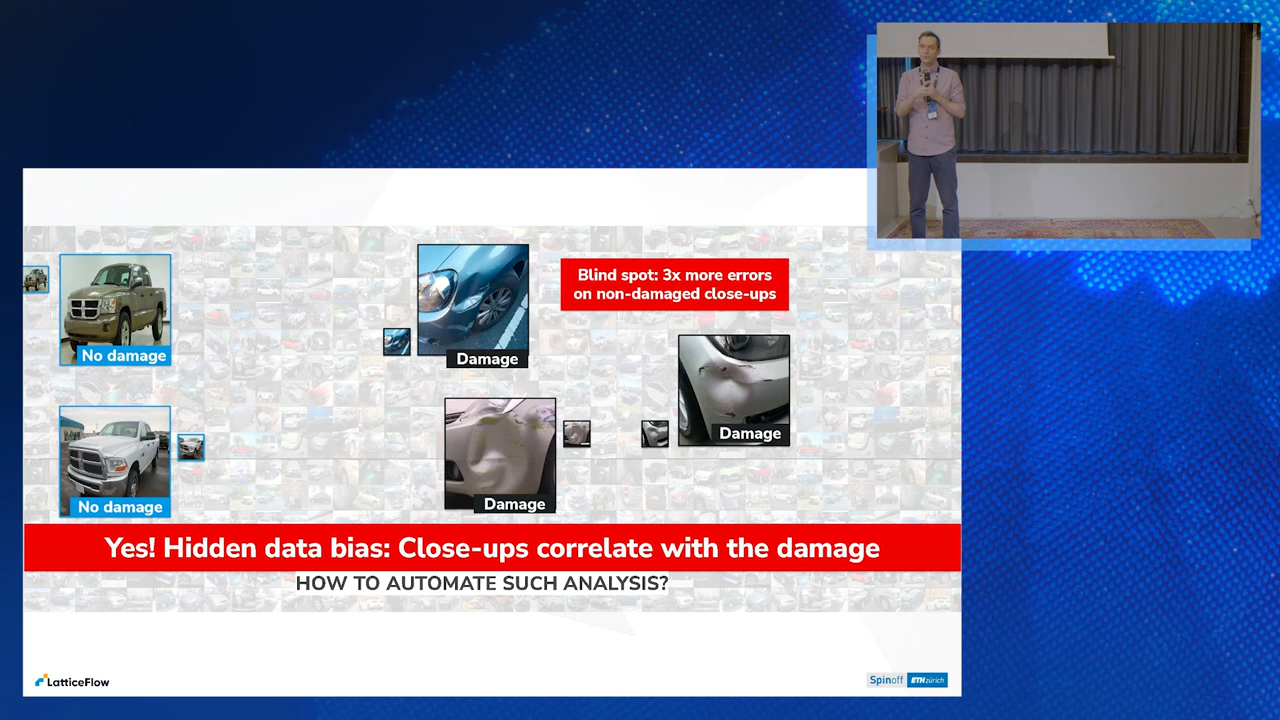 Blind spot: 3x more errors
on non-damaged close-ups
No damage
Damage
Damage
No damage
Damage
Yes! Hidden data bias: Close-ups correlate with the damage
HOW TO AUTOMATE SUCH ANALYSIS?
LatticeFlow
Spinoff ETH zürich